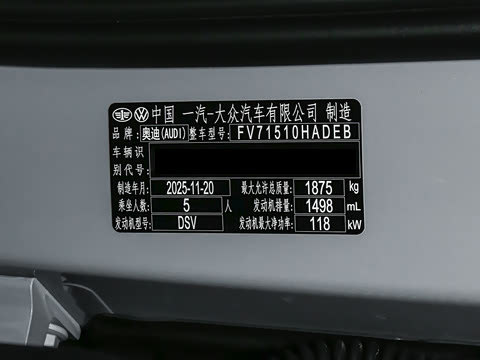 中国 一汽-大众汽车有限公司 制造
品牌:奥迪(AUDI) 整车型号: FV71510HADEB
车辆识
别代号:
制造年月: 2025-11-20 最大允许总质量: 1875 kg
乘坐人数: 5 人 发动机排量: 1498 mL
发动机型号: DSV 发动机最大净功率: 118 kW